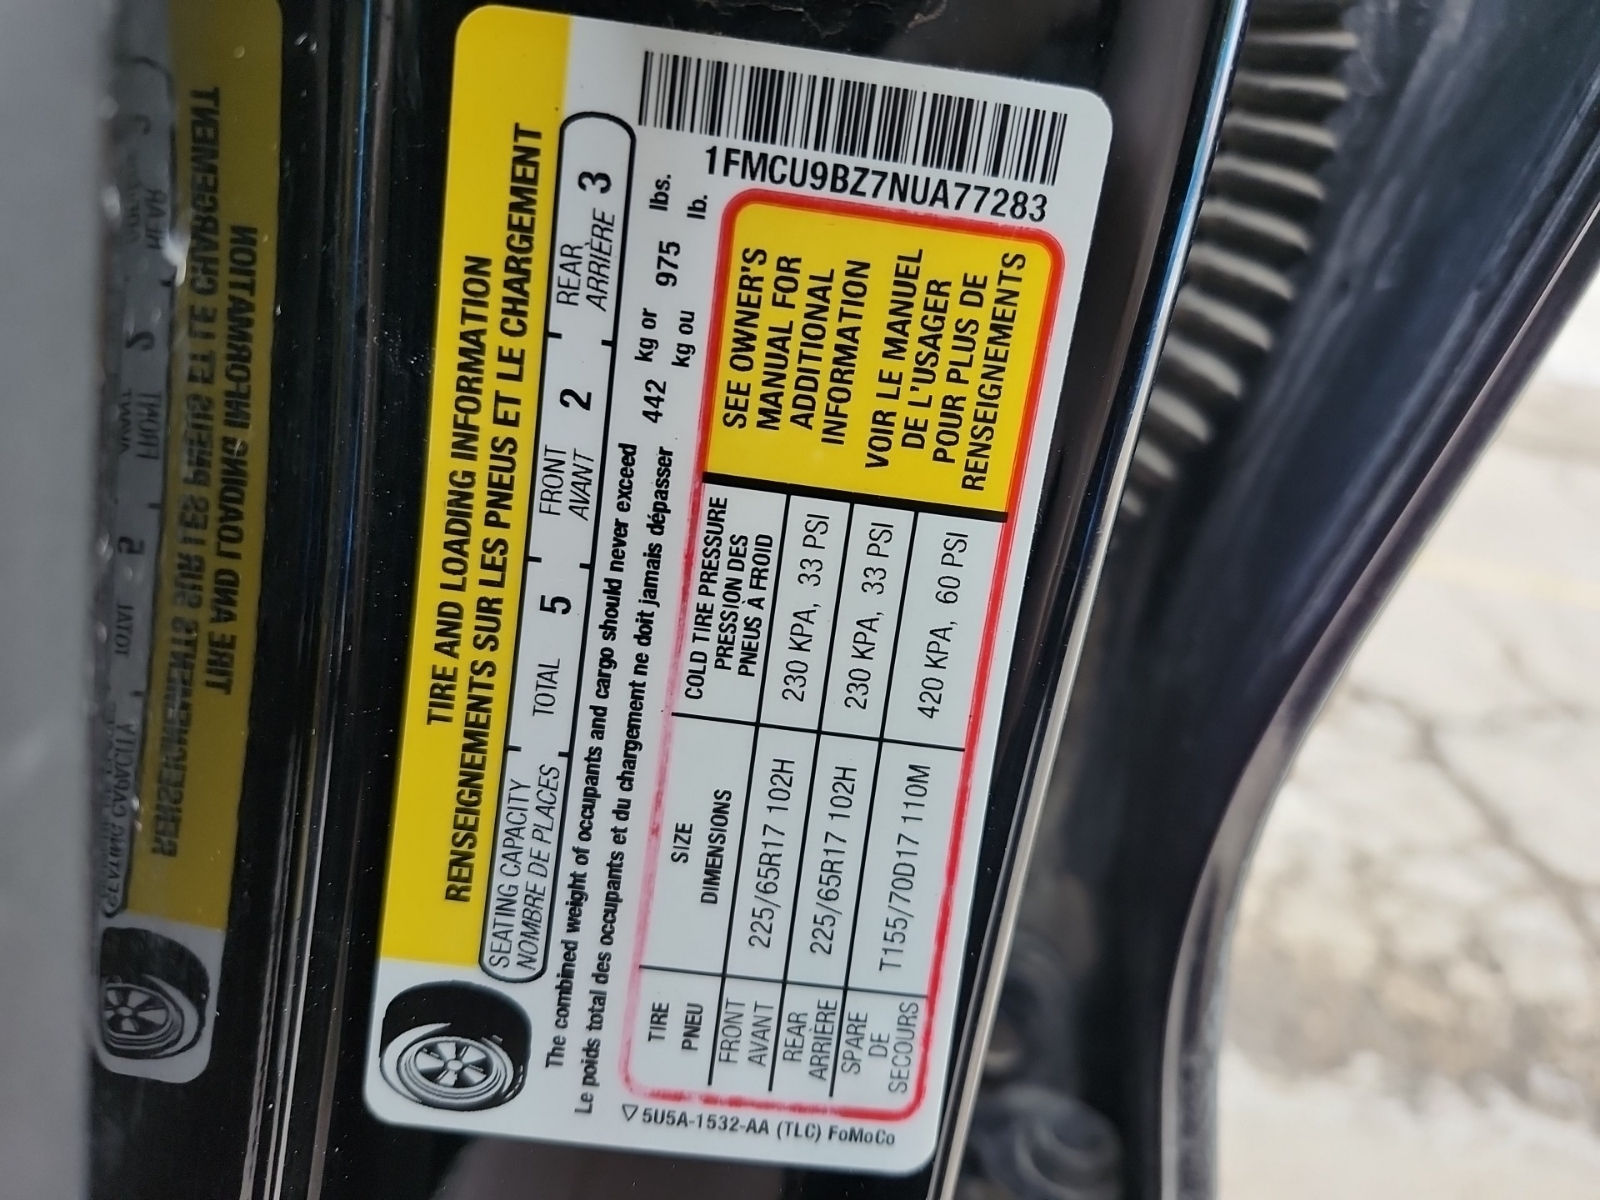 TIRE AND LOADING INFORMATION
RENSEIGNEMENTS SUR LES PNEUS ET LE CHARGEMENT
SEATING CAPACITY TOTAL 5 FRONT 2 REAR 3
NOMBRE DE PLACES AVANT ARRIÈRE
The combined weight of occupants and cargo should never exceed 442 kg or 975 lbs.
Le poids total des occupants et du chargement ne doit jamais dépasser kg ou lb.
1FMCU9BZ7NUA77283
TIRE SIZE COLD TIRE PRESSURE
PNEU DIMENSIONS PRESSION DES
PNEUS À FROID
FRONT
AVANT 225/65R17 102H 230 KPA, 33 PSI
REAR
ARRIÈRE 225/65R17 102H 230 KPA, 33 PSI
SPARE
DE
SECOURS T155/70D17 110M 420 KPA, 60 PSI
SEE OWNER'S
MANUAL FOR
ADDITIONAL
INFORMATION
VOIR LE MANUEL
DE L'USAGER
POUR PLUS DE
RENSEIGNEMENTS
5U5A-1532-AA (TLC) FoMoCo